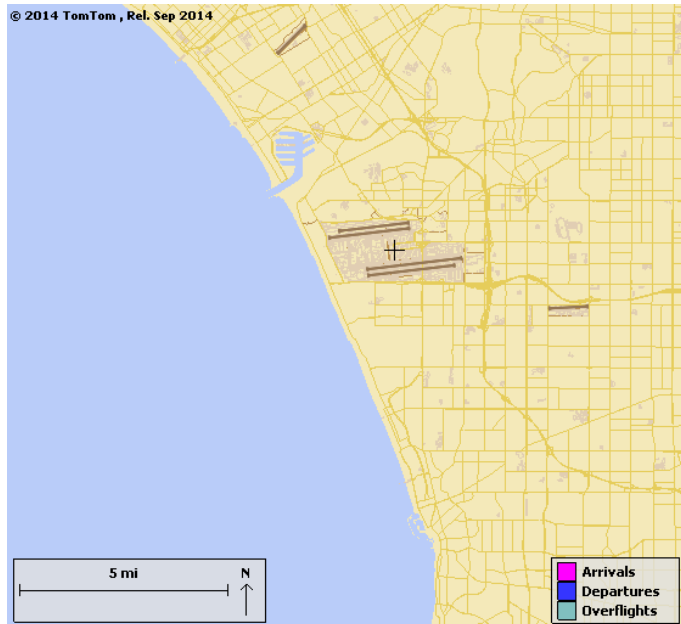 © 2014 TomTom , Rel. Sep 2014
5 mi
N
Arrivals
Departures
Overflights